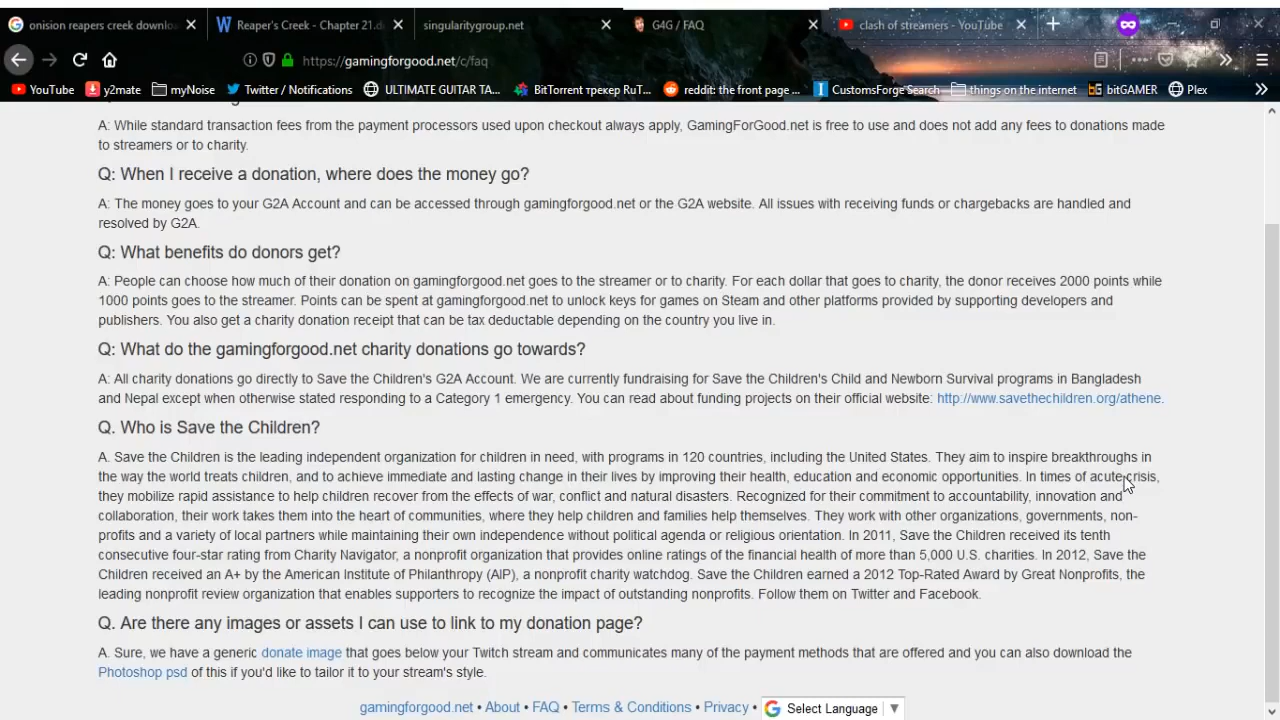 onision reapers creek downlo
Reaper's Creek - Chapter 21.d
singularitygroup.net
G4G / FAQ
clash of streamers - YouTube
https://gamingforgood.net/c/faq
YouTube
y2mate
myNoise
Twitter / Notifications
ULTIMATE GUITAR TA...
BitTorrent трекер RuT...
reddit: the front page ...
CustomsForge Search
things on the internet
bitGAMER
Plex
A: While standard transaction fees from the payment processors used upon checkout always apply, GamingForGood.net is free to use and does not add any fees to donations made
to streamers or to charity.
Q: When I receive a donation, where does the money go?
A: The money goes to your G2A Account and can be accessed through gamingforgood.net or the G2A website. All issues with receiving funds or chargebacks are handled and
resolved by G2A.
Q: What benefits do donors get?
A: People can choose how much of their donation on gamingforgood.net goes to the streamer or to charity. For each dollar that goes to charity, the donor receives 2000 points while
1000 points goes to the streamer. Points can be spent at gamingforgood.net to unlock keys for games on Steam and other platforms provided by supporting developers and
publishers. You also get a charity donation receipt that can be tax deductable depending on the country you live in.
Q: What do the gamingforgood.net charity donations go towards?
A: All charity donations go directly to Save the Children's G2A Account. We are currently fundraising for Save the Children's Child and Newborn Survival programs in Bangladesh
and Nepal except when otherwise stated responding to a Category 1 emergency. You can read about funding projects on their official website: http://www.savethechildren.org/athene.
Q. Who is Save the Children?
A. Save the Children is the leading independent organization for children in need, with programs in 120 countries, including the United States. They aim to inspire breakthroughs in
the way the world treats children, and to achieve immediate and lasting change in their lives by improving their health, education and economic opportunities. In times of acute crisis,
they mobilize rapid assistance to help children recover from the effects of war, conflict and natural disasters. Recognized for their commitment to accountability, innovation and
collaboration, their work takes them into the heart of communities, where they help children and families help themselves. They work with other organizations, governments, non-
profits and a variety of local partners while maintaining their own independence without political agenda or religious orientation. In 2011, Save the Children received its tenth
consecutive four-star rating from Charity Navigator, a nonprofit organization that provides online ratings of the financial health of more than 5,000 U.S. charities. In 2012, Save the
Children received an A+ by the American Institute of Philanthropy (AIP), a nonprofit charity watchdog. Save the Children earned a 2012 Top-Rated Award by Great Nonprofits, the
leading nonprofit review organization that enables supporters to recognize the impact of outstanding nonprofits. Follow them on Twitter and Facebook.
Q. Are there any images or assets I can use to link to my donation page?
A. Sure, we have a generic donate image that goes below your Twitch stream and communicates many of the payment methods that are offered and you can also download the
Photoshop psd of this if you'd like to tailor it to your stream's style.
gamingforgood.net • About • FAQ • Terms & Conditions • Privacy • Select Language ▼